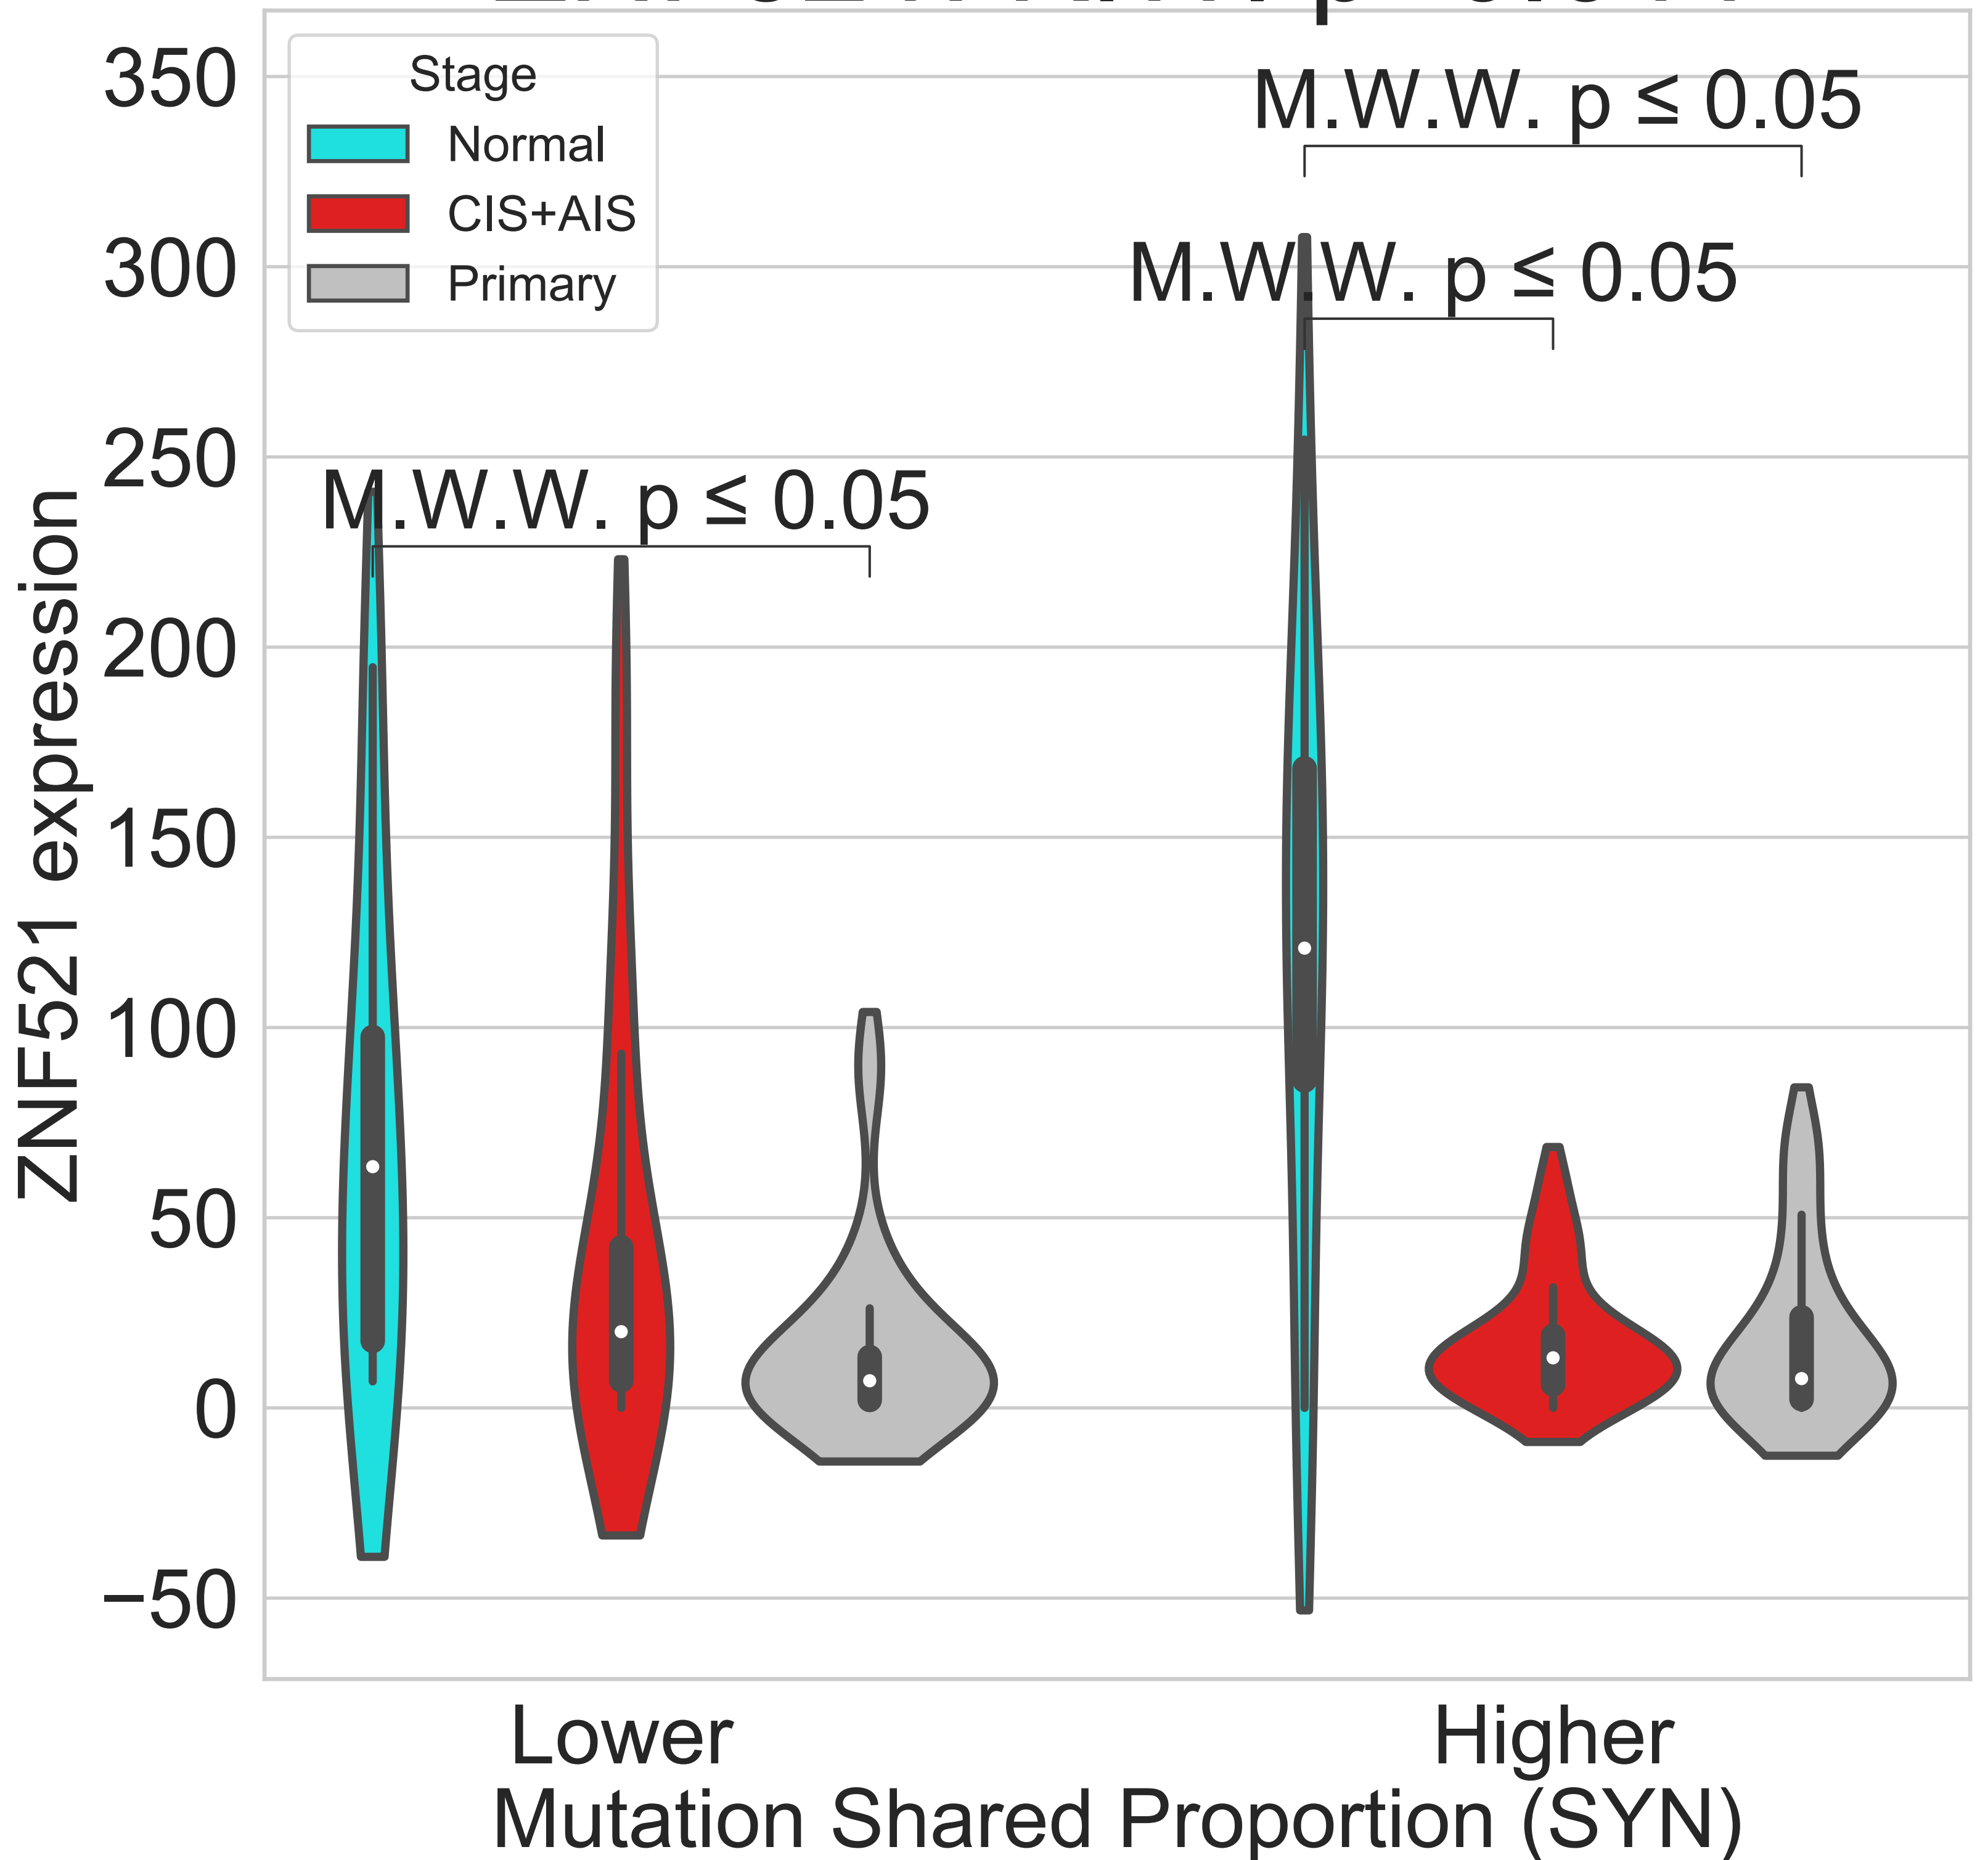 350
300
250
200
150
100
50
0
−50
ZNF521 expression
Stage
Normal
CIS+AIS
Primary
M.W.W. p ≤ 0.05
M.W.W. p ≤ 0.05
M.W.W. p ≤ 0.05
Lower
Higher
Mutation Shared Proportion (SYN)